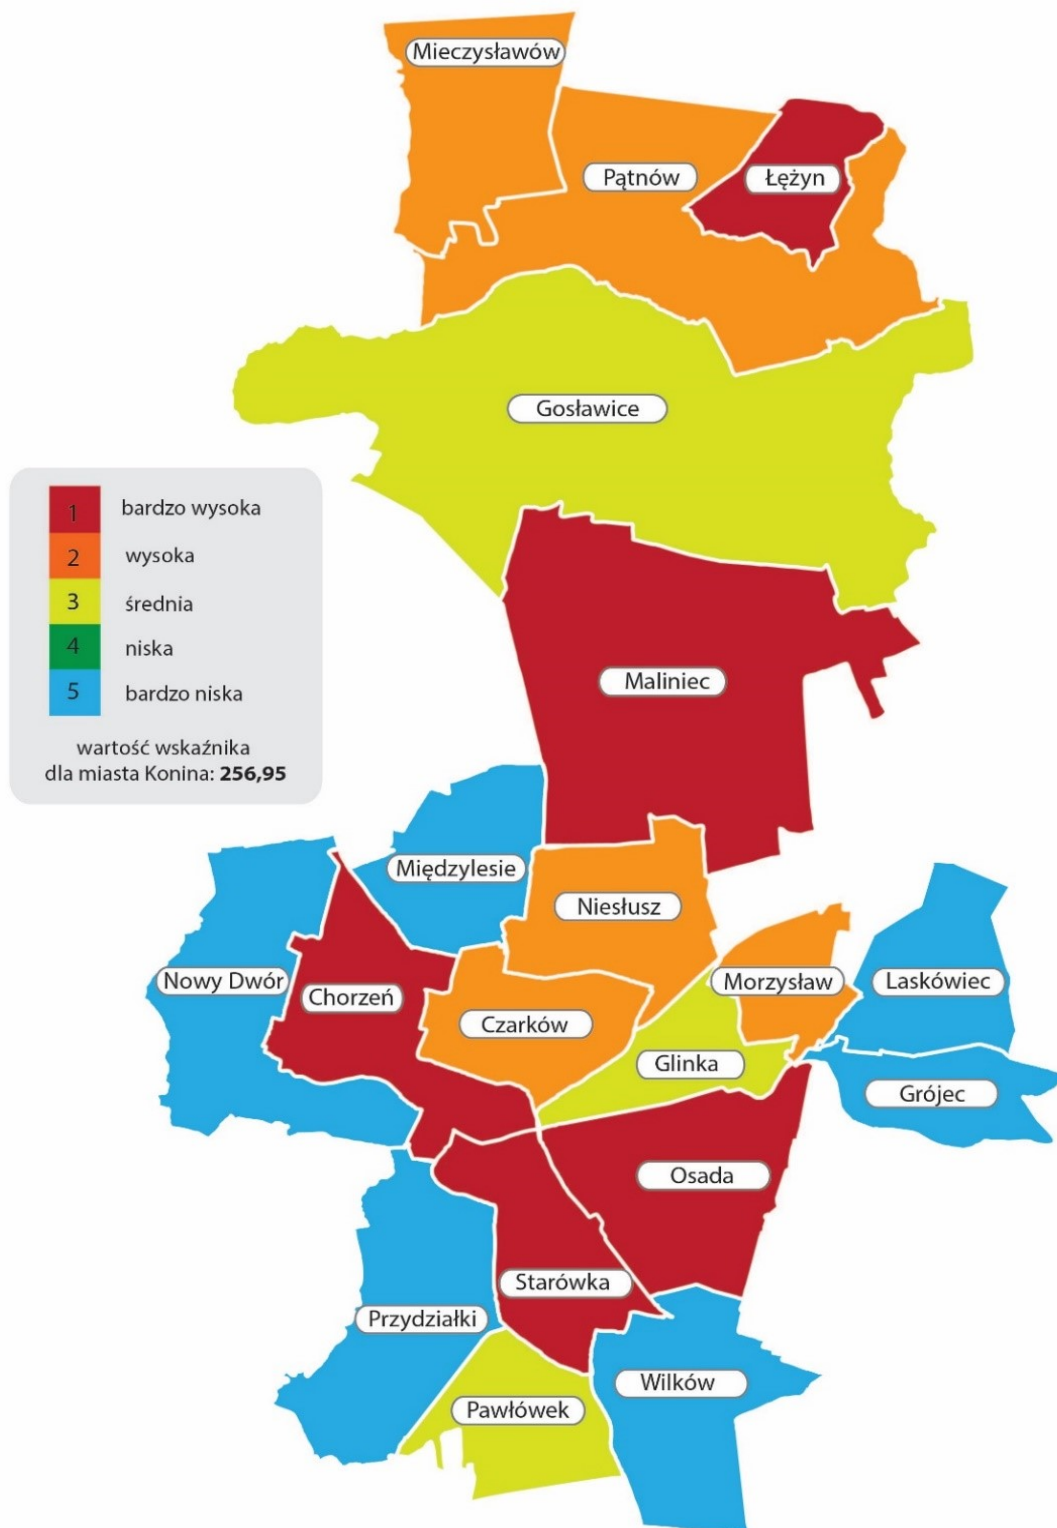 Mieczysławów
Pątnów
Łężyn
Gosławice
1 bardzo wysoka
2 wysoka
3 średnia
4 niska
5 bardzo niska
wartość wskaźnika
dla miasta Konina: 256,95
Maliniec
Międzylesie
Niesłusz
Nowy Dwór
Chorzeń
Czarków
Morzysław
Laskówiec
Glinka
Grójec
Osada
Starówka
Przydziałki
Wilków
Pawłówek